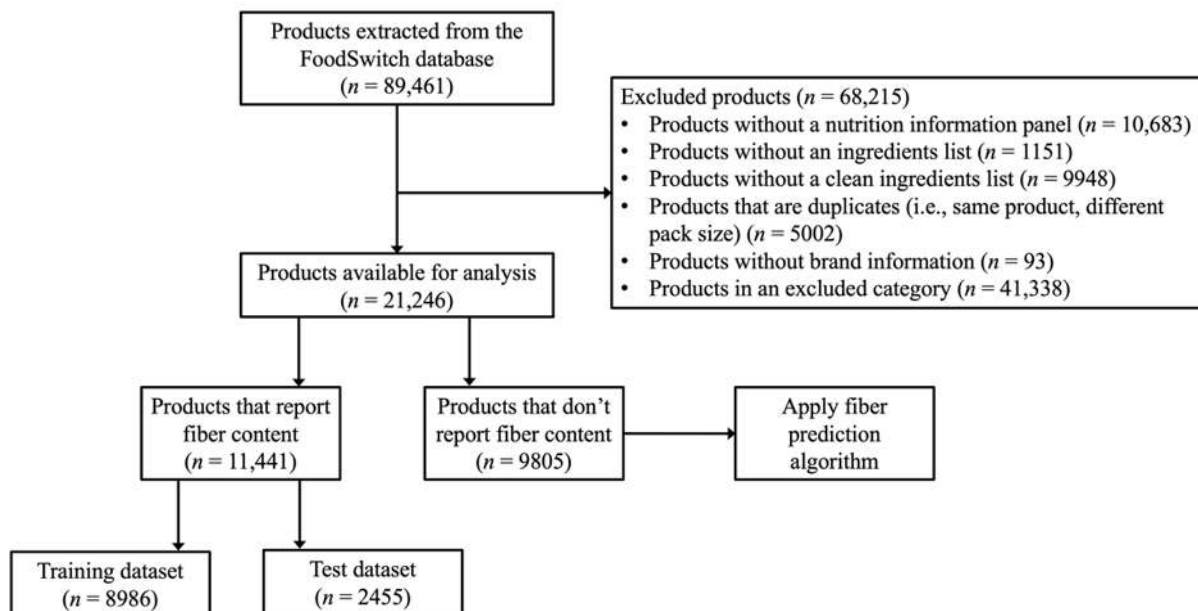 Products extracted from the
FoodSwitch database
(n = 89,461)
Excluded products (n = 68,215)
• Products without a nutrition information panel (n = 10,683)
• Products without an ingredients list (n = 1151)
• Products without a clean ingredients list (n = 9948)
• Products that are duplicates (i.e., same product, different
pack size) (n = 5002)
• Products without brand information (n = 93)
• Products in an excluded category (n = 41,338)
Products available for analysis
(n = 21,246)
Products that report
fiber content
(n = 11,441)
Products that don’t
report fiber content
(n = 9805)
Apply fiber
prediction
algorithm
Training dataset
(n = 8986)
Test dataset
(n = 2455)